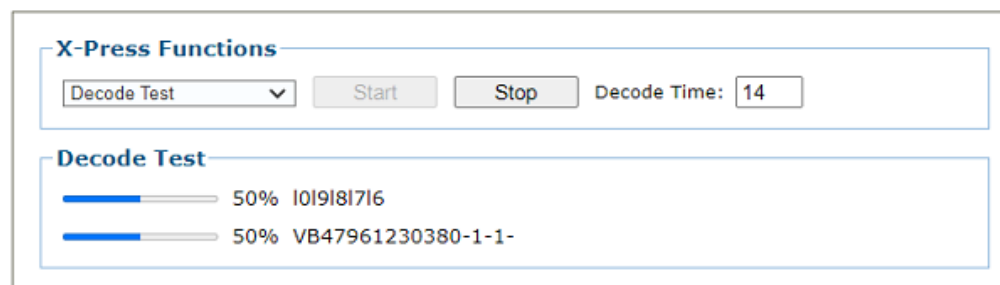 X-Press Functions
Decode Test Start Stop Decode Time: 14
Decode Test
50% l0l9l8l7l6
50% VB47961230380-1-1-